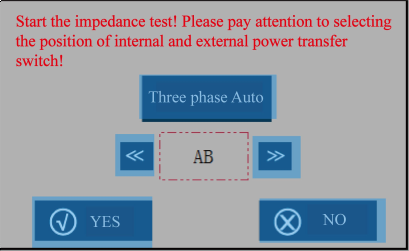 Start the impedance test! Please pay attention to selecting
the position of internal and external power transfer
switch!
Three phase Auto
≪ AB ≫
YES NO